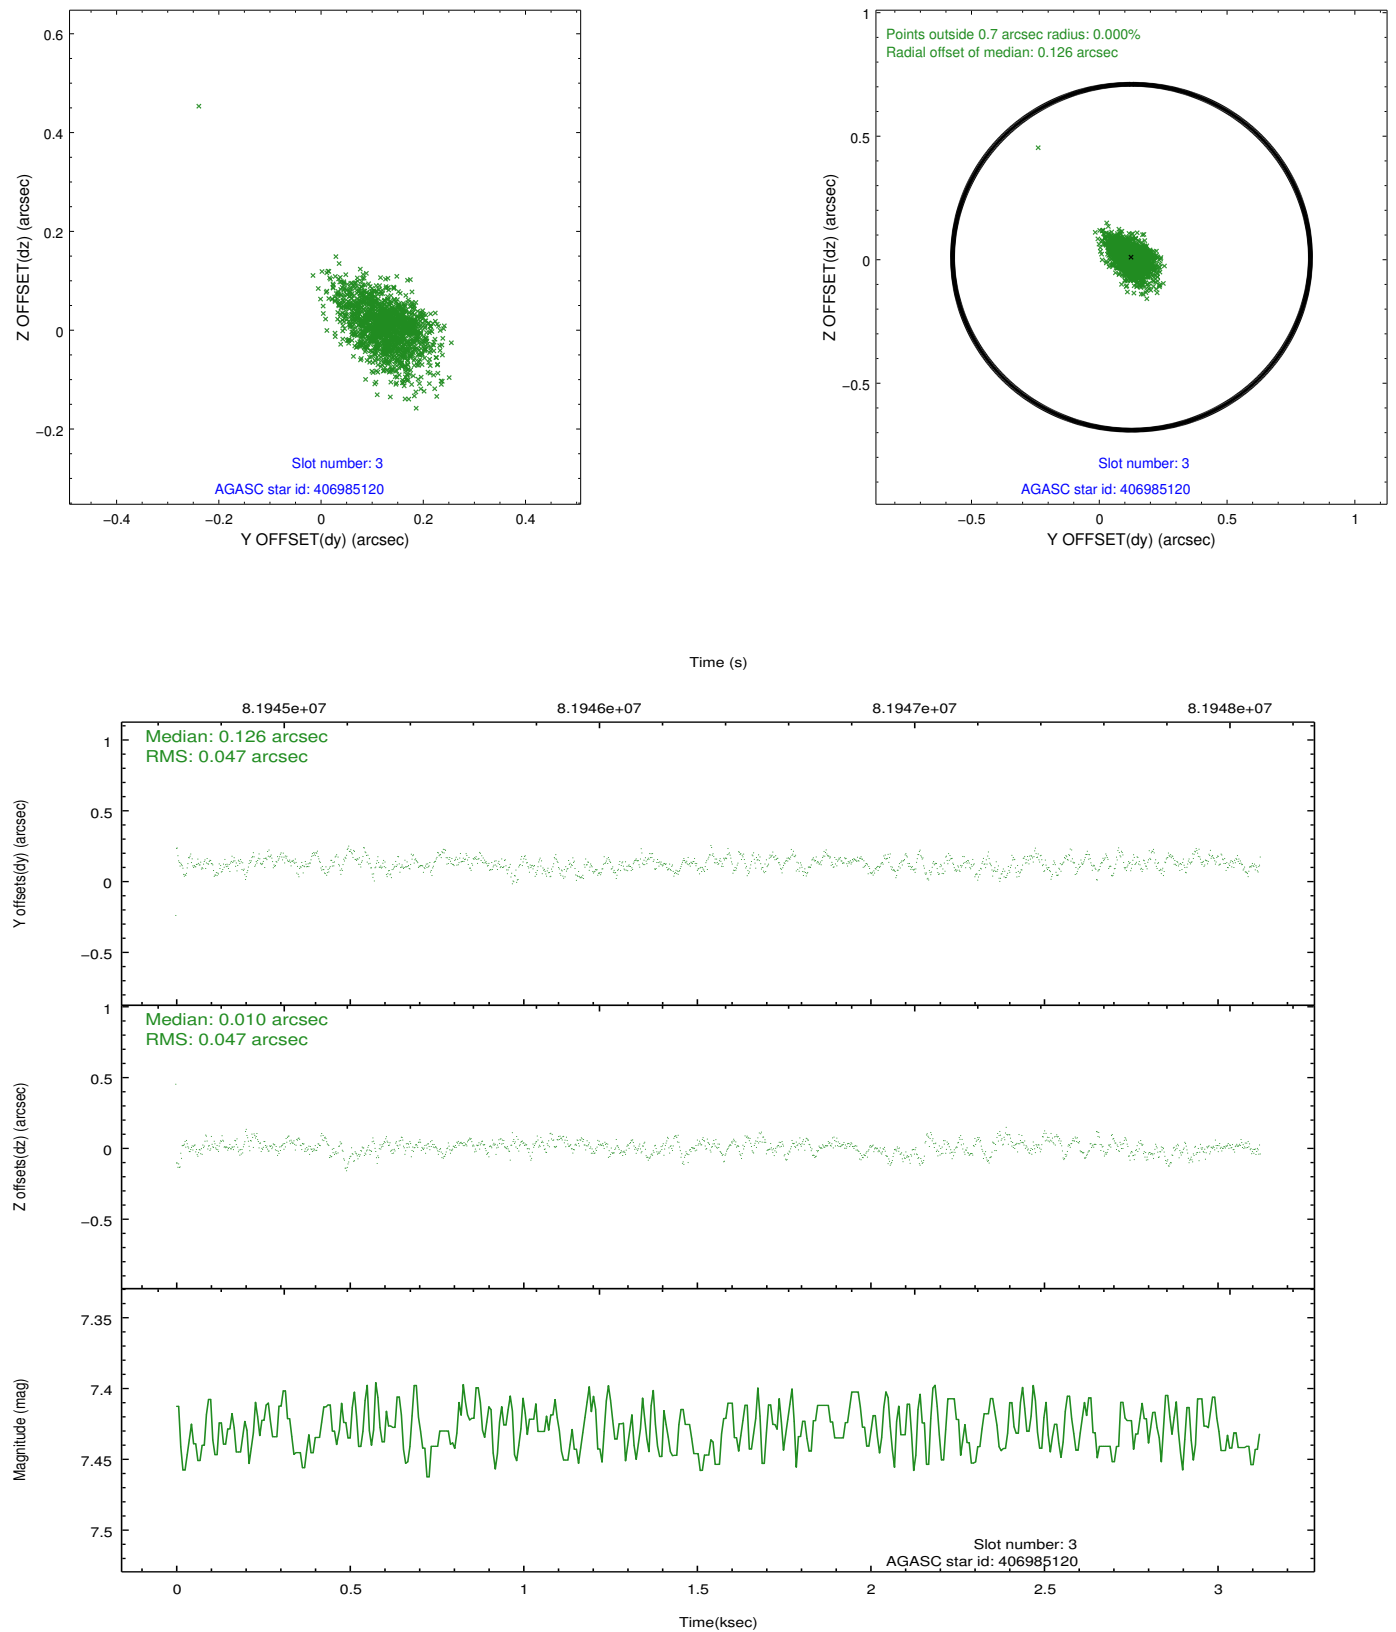 0.6
0.4
0.2
0
−0.2
Z OFFSET(dz) (arcsec)
Slot number: 3
AGASC star id: 406985120
−0.4 −0.2 0 0.2 0.4
Y OFFSET(dy) (arcsec)
1
0.5
0
−0.5
Z OFFSET(dz) (arcsec)
Points outside 0.7 arcsec radius: 0.000%
Radial offset of median: 0.126 arcsec
Slot number: 3
AGASC star id: 406985120
−0.5 0 0.5 1
Y OFFSET(dy) (arcsec)
Time (s)
8.1945e+07 8.1946e+07 8.1947e+07 8.1948e+07
Median: 0.126 arcsec
RMS: 0.047 arcsec
1
0.5
0
−0.5
Y offsets(dy) (arcsec)
Median: 0.010 arcsec
RMS: 0.047 arcsec
1
0.5
0
−0.5
Z offsets(dz) (arcsec)
7.35
7.4
7.45
7.5
Magnitude (mag)
Slot number: 3
AGASC star id: 406985120
0 0.5 1 1.5 2 2.5 3
Time(ksec)